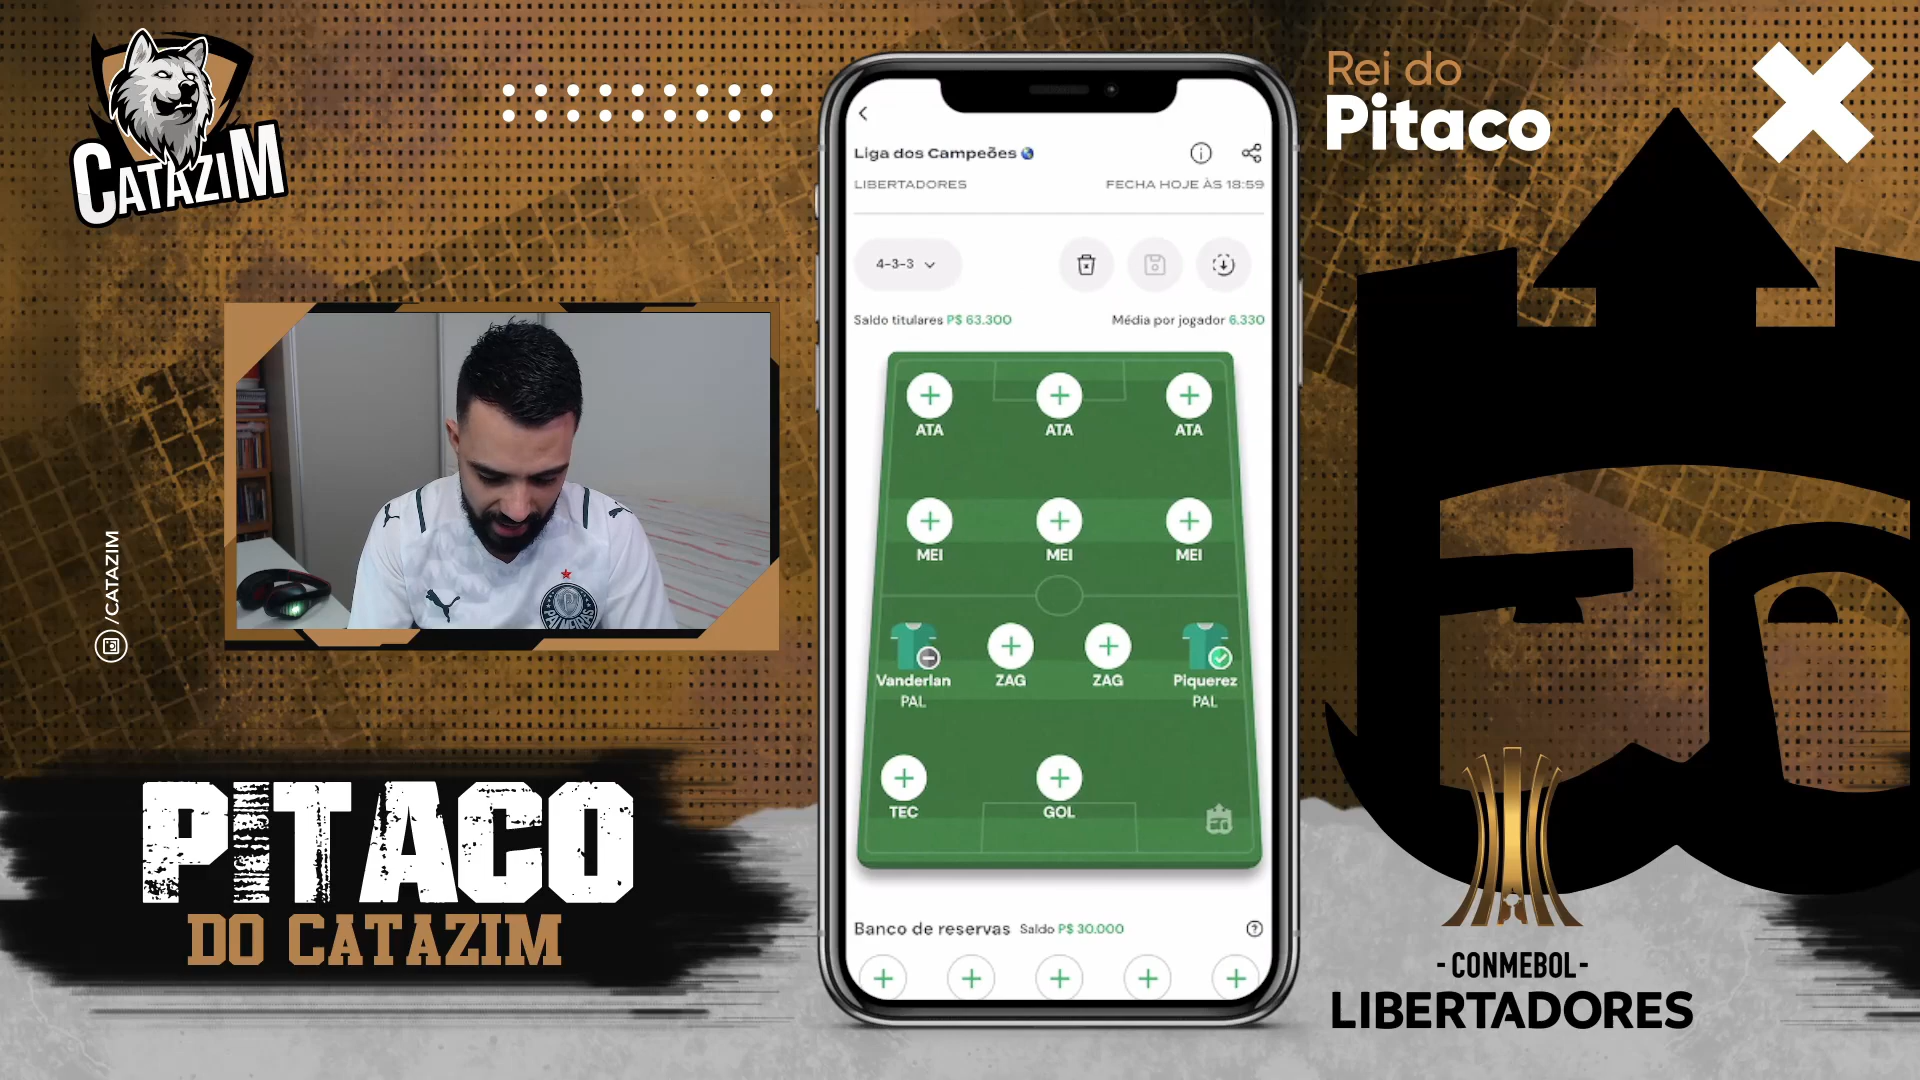 CATAZIM
/CATAZIM
PALMEIRAS
PITACO
DO CATAZIM
Liga dos Campeões
LIBERTADORES
FECHA HOJE ÀS 18:59
4-3-3
Saldo titulares P$ 63.300
Média por jogador 6.330
ATA
ATA
ATA
MEI
MEI
MEI
Vanderlan
PAL
ZAG
ZAG
Piquerez
PAL
TEC
GOL
Banco de reservas Saldo P$ 30.000
Rei do
Pitaco
-CONMEBOL-
LIBERTADORES